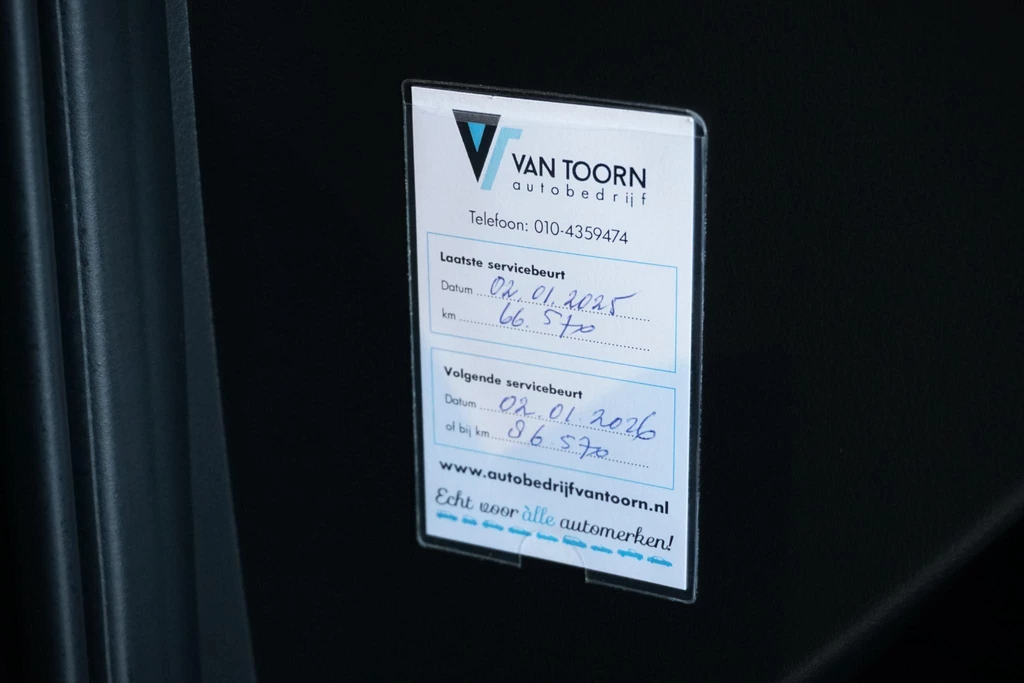 VAN TOORN
autobedrijf
Telefoon: 010-4359474
Laatste servicebeurt
Datum 02.01.2025
km 66.570
Volgende servicebeurt
Datum 02.01.2026
of bij km 86.570
www.autobedrijfvantoorn.nl
Echt voor àlle automerken!